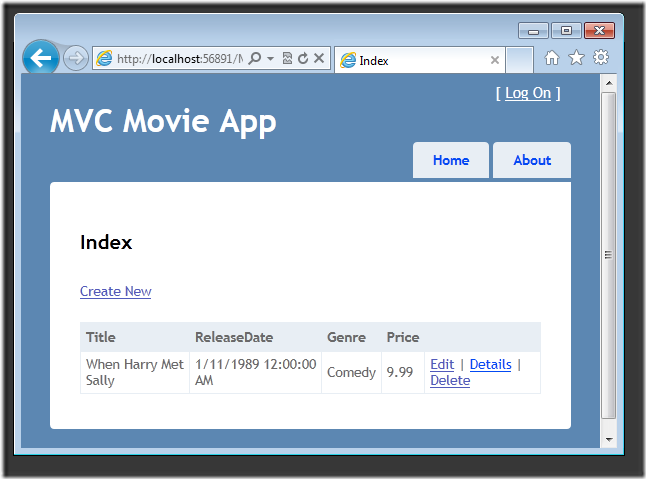 http://localhost:56891/
Index
[ Log On ]
MVC Movie App
Home About
Index
Create New
Title ReleaseDate Genre Price
When Harry Met Sally 1/11/1989 12:00:00 AM Comedy 9.99 Edit | Details | Delete